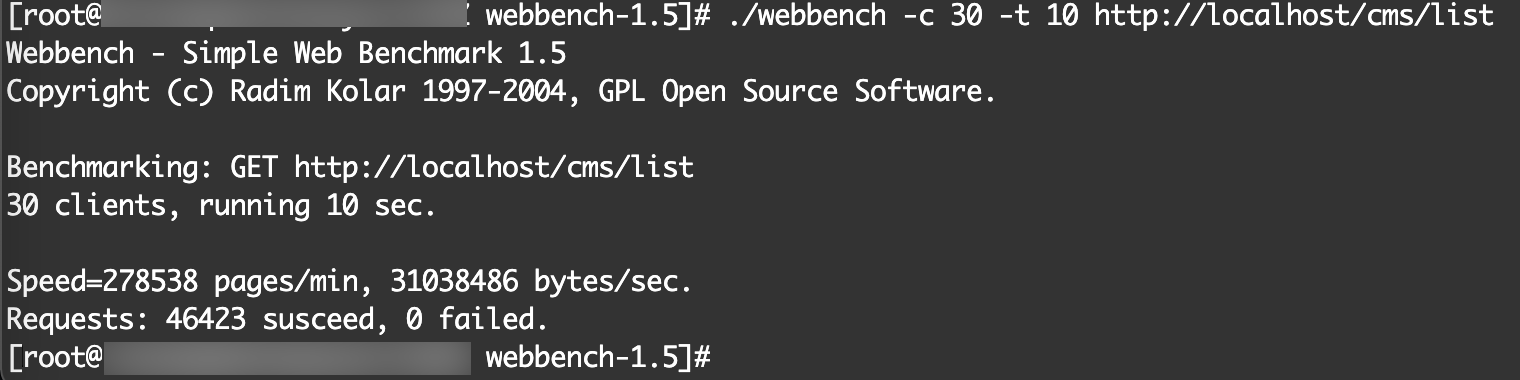 [root@ webbench-1.5]# ./webbench -c 30 -t 10 http://localhost/cms/list
Webbench - Simple Web Benchmark 1.5
Copyright (c) Radim Kolar 1997-2004, GPL Open Source Software.
Benchmarking: GET http://localhost/cms/list
30 clients, running 10 sec.
Speed=278538 pages/min, 31038486 bytes/sec.
Requests: 46423 susceed, 0 failed.
[root@ webbench-1.5]#